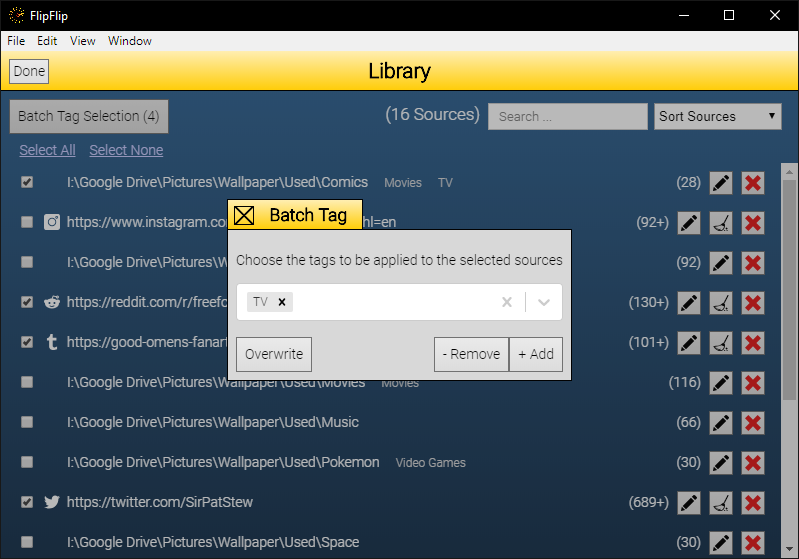 FlipFlip
File Edit View Window
Done Library
Batch Tag Selection (4) (16 Sources) Search ... Sort Sources
Select All Select None
I:\Google Drive\Pictures\Wallpaper\Used\Comics Movies TV (28)
https://www.instagram.co hl=en (92+)
Batch Tag
I:\Google Drive\Pictures\Wallpaper\U (92)
Choose the tags to be applied to the selected sources
https://reddit.com/r/freefo (130+)
TV
https://good-omens-fanart (101+)
Overwrite - Remove + Add
I:\Google Drive\Pictures\Wallpaper\Used\Movies Movies (116)
I:\Google Drive\Pictures\Wallpaper\Used\Music (66)
I:\Google Drive\Pictures\Wallpaper\Used\Pokemon Video Games (30)
https://twitter.com/SirPatStew (689+)
I:\Google Drive\Pictures\Wallpaper\Used\Space (30)